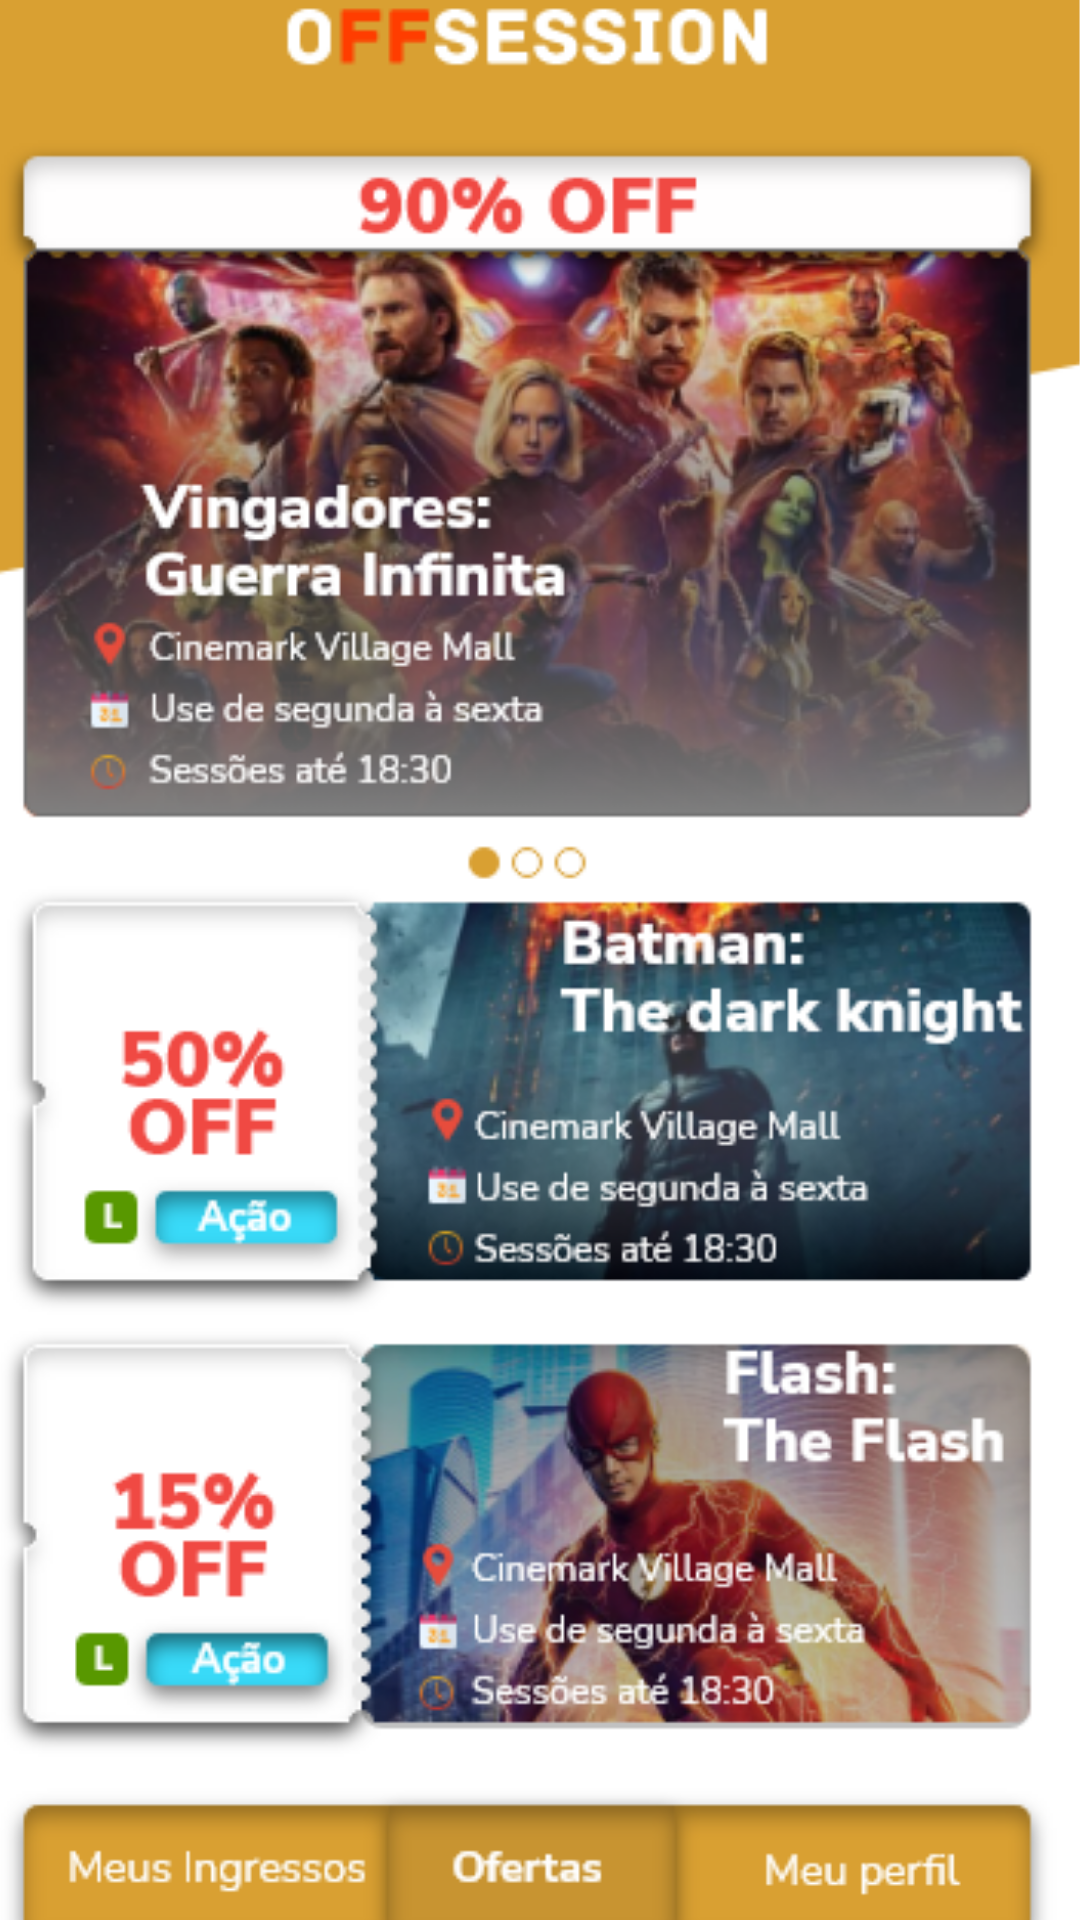 OFFSESSION
90% OFF
Vingadores:
Guerra Infinita
Cinemark Village Mall
31
Use de segunda à sexta
Sessões até 18:30
50%
OFF
L
Ação
Batman:
The dark knight
Cinemark Village Mall
31
Use de segunda à sexta
Sessões até 18:30
15%
OFF
L
Ação
Flash:
The Flash
Cinemark Village Mall
31
Use de segunda à sexta
Sessões até 18:30
Meus Ingressos
Ofertas
Meu perfil